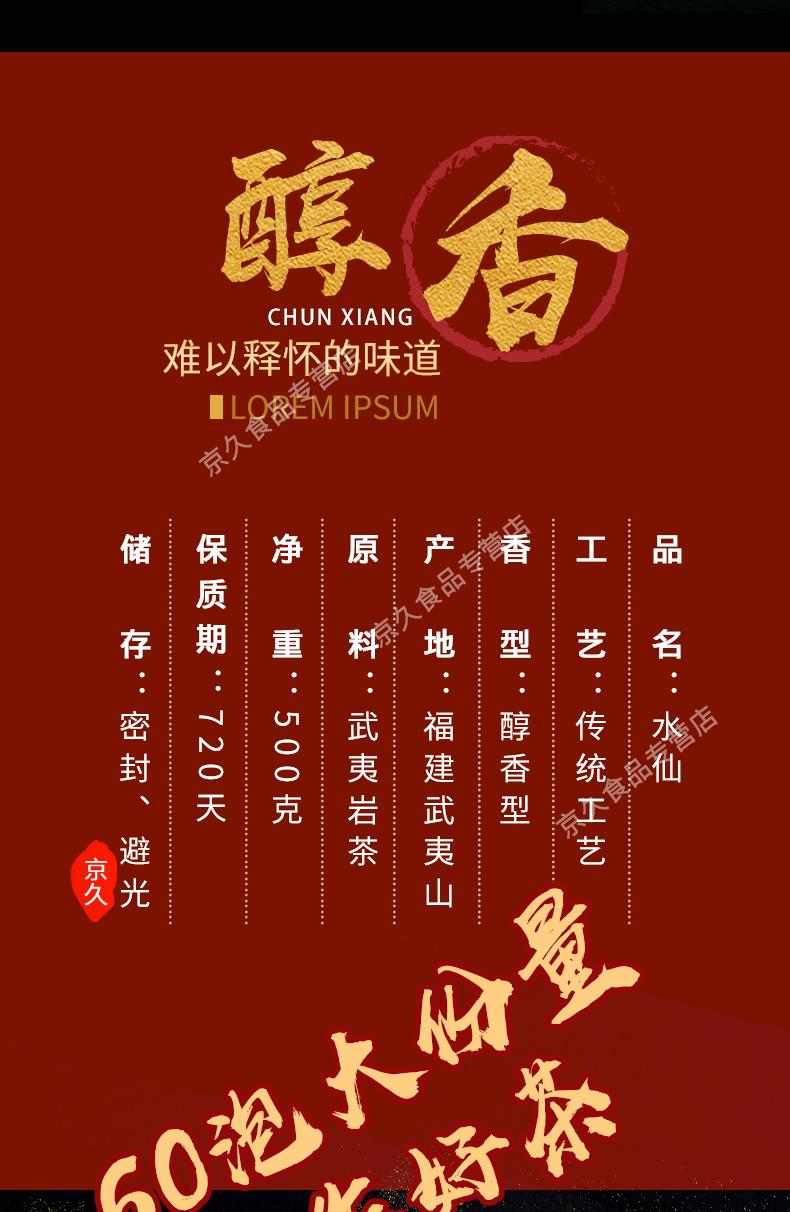 醇香
CHUN XIANG
难以释怀的味道
LOREM IPSUM
品名：水仙
工艺：传统工艺
香型：醇香型
产地：福建武夷山
原料：武夷岩茶
净重：500克
保质期：720天
储存：密封、避光
京久
60泡大份量
好茶
京久食品专营店
京久食品专营店
京久食品专营店